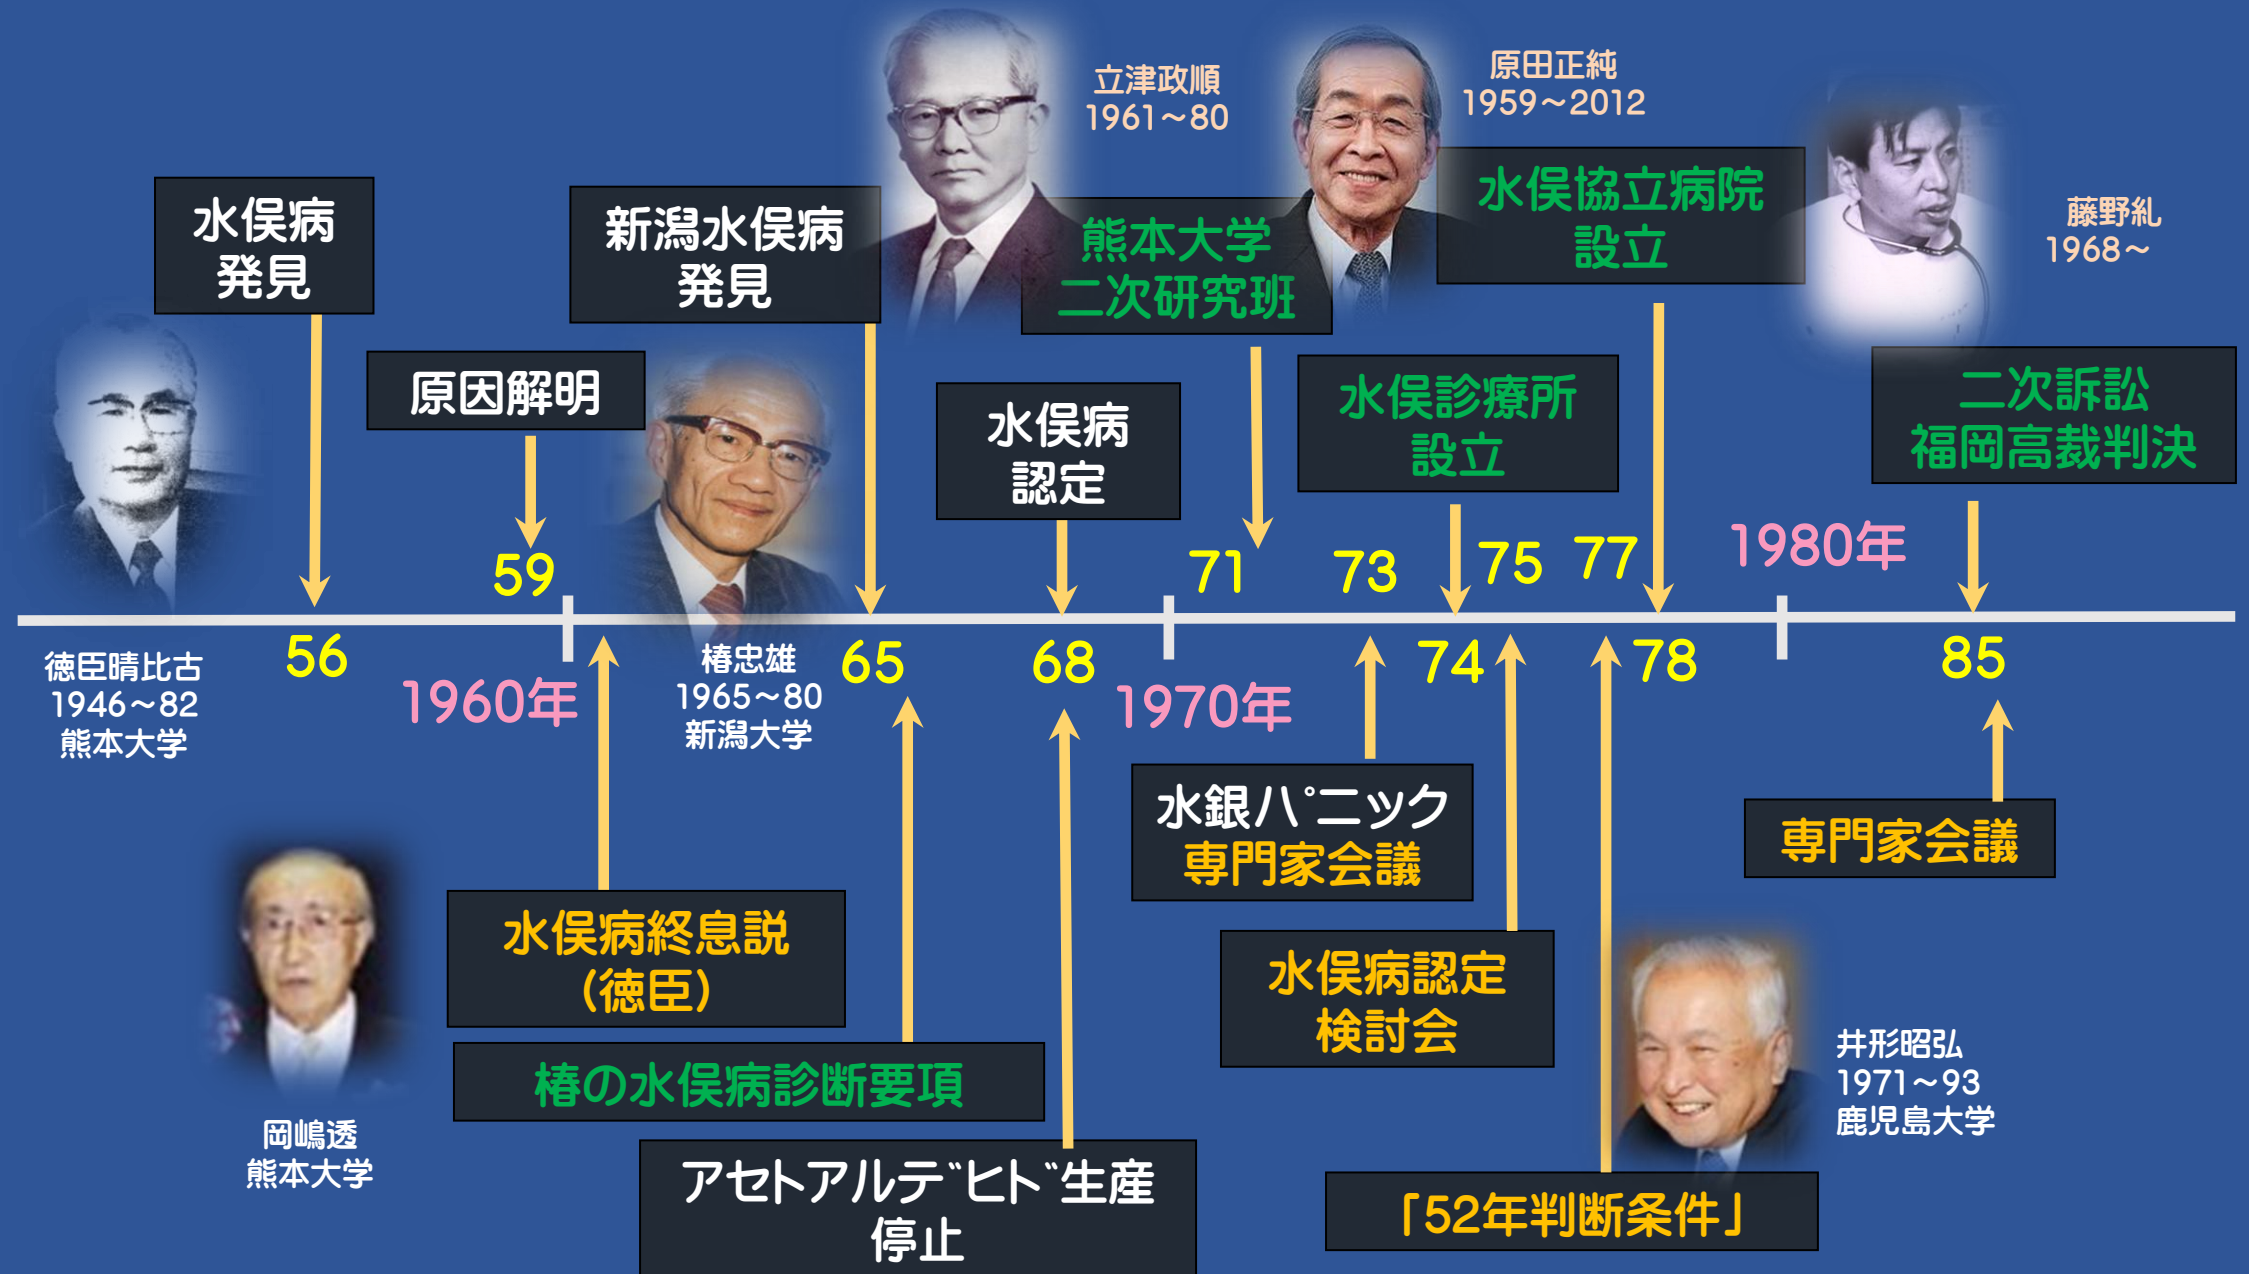 立津政順
1961～80
原田正純
1959～2012
藤野糺
1968～
水俣病
発見
新潟水俣病
発見
熊本大学
二次研究班
水俣協立病院
設立
原因解明
水俣病
認定
水俣診療所
設立
二次訴訟
福岡高裁判決
59
71
73
75
77
1980年
56
65
68
74
78
85
1960年
1970年
徳臣晴比古
1946～82
熊本大学
椿忠雄
1965～80
新潟大学
水銀パニック
専門家会議
専門家会議
水俣病終息説
（徳臣）
水俣病認定
検討会
椿の水俣病診断要項
井形昭弘
1971～93
鹿児島大学
岡嶋透
熊本大学
アセトアルデヒド生産
停止
「52年判断条件」